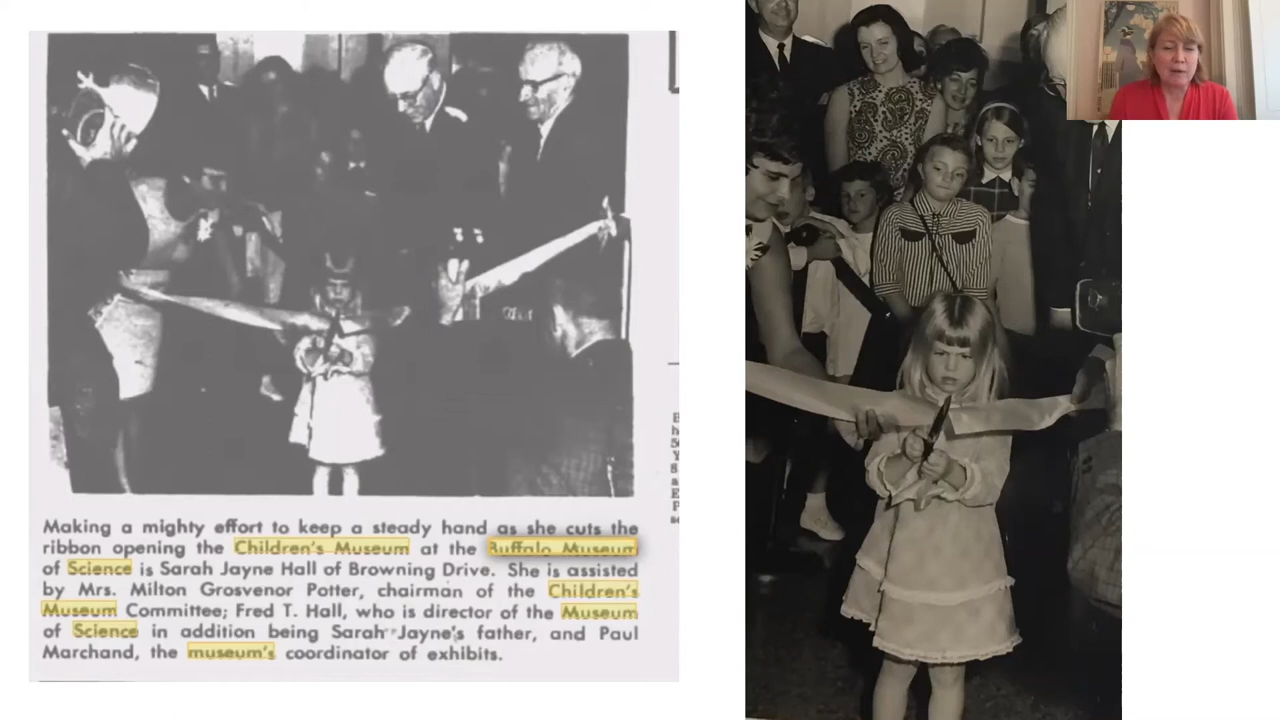 Making a mighty effort to keep a steady hand as she cuts the
ribbon opening the Children's Museum at the Buffalo Museum
of Science is Sarah Jayne Hall of Browning Drive. She is assisted
by Mrs. Milton Grosvenor Potter, chairman of the Children's
Museum Committee; Fred T. Hall, who is director of the Museum
of Science in addition being Sarah Jayne's father, and Paul
Marchand, the museum's coordinator of exhibits.